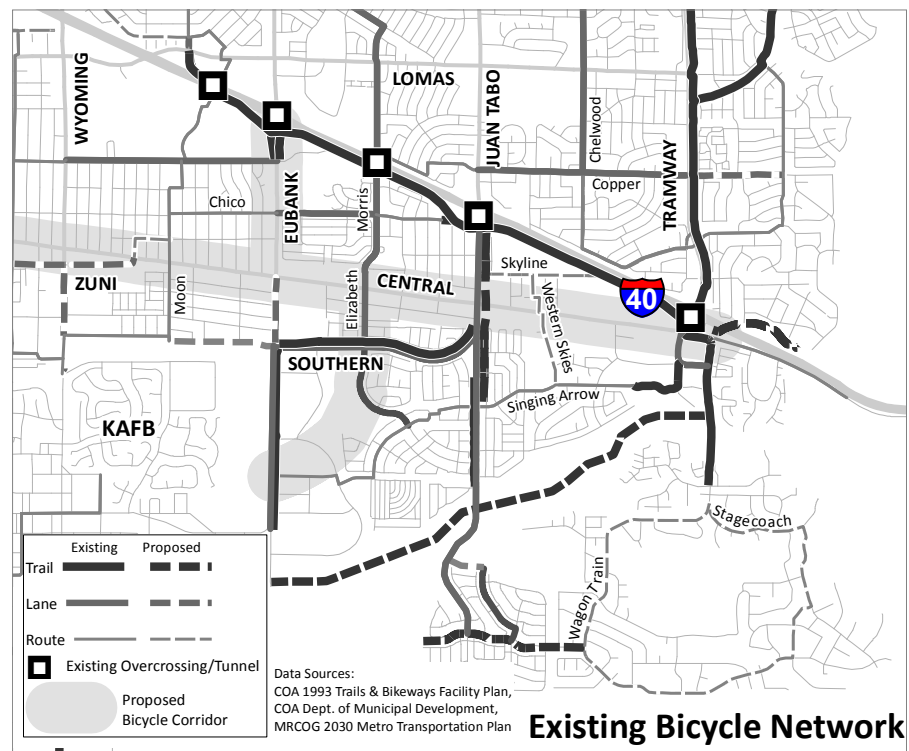 WYOMING
LOMAS
JUAN TABO
Chelwood
TRAMWAY
Copper
Chico
EUBANK
Morris
Skyline
ZUNI
Moon
Elizabeth
CENTRAL
Western Skies
40
SOUTHERN
Singing Arrow
KAFB
Stagecoach
Wagon Train
Existing Proposed
Trail
Lane
Route
Existing Overcrossing/Tunnel
Proposed
Bicycle Corridor
Data Sources:
COA 1993 Trails & Bikeways Facility Plan,
COA Dept. of Municipal Development,
MRCOG 2030 Metro Transportation Plan
Existing Bicycle Network